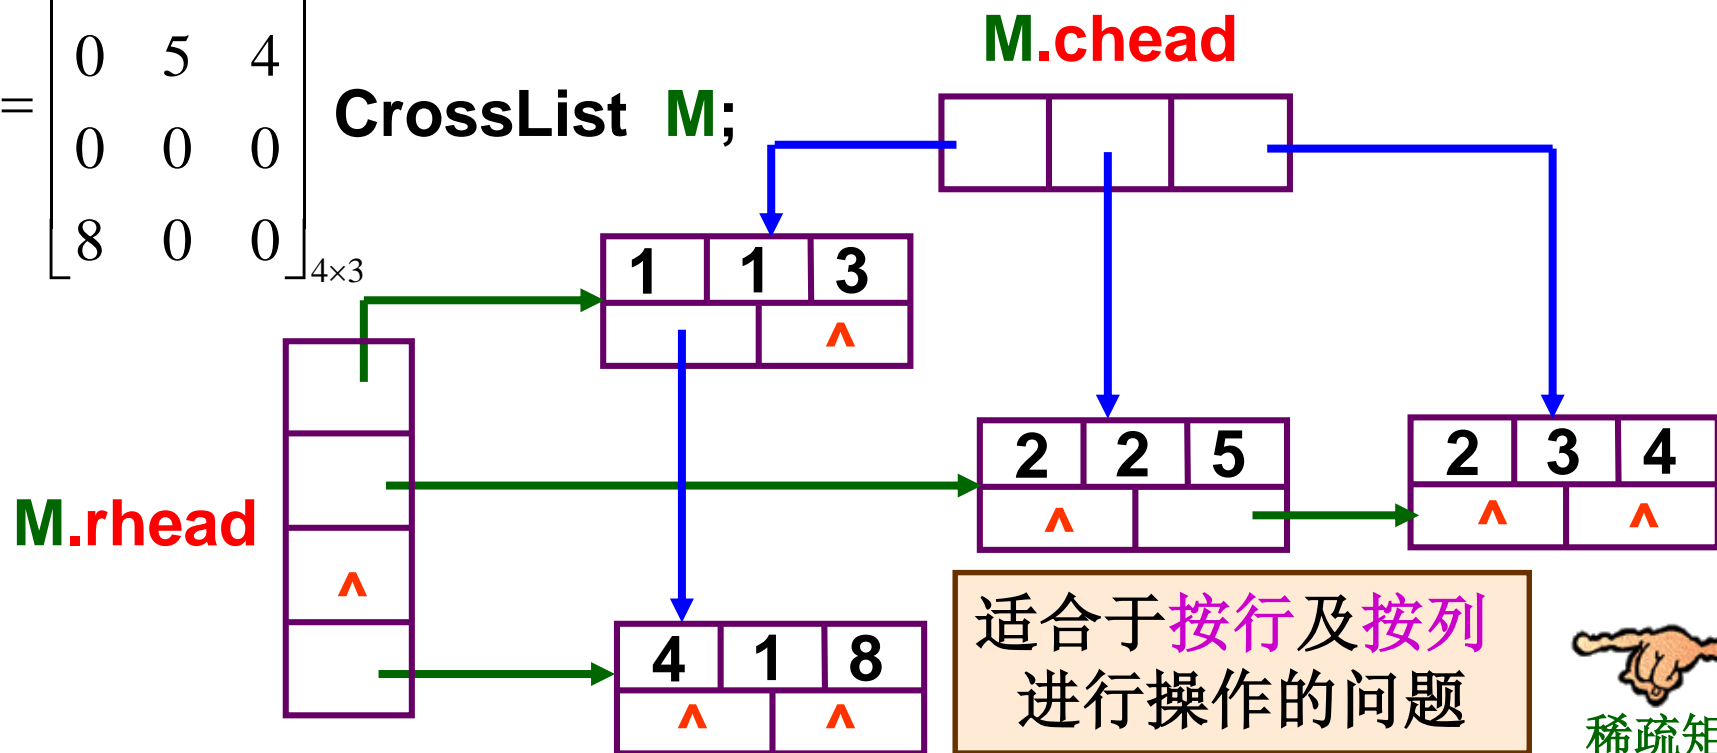 M.chead
= 0 5 4
0 0 0
8 0 0
4×3
CrossList M;
1 1 3
^
M.rhead
^
2 2 5
^
2 3 4
^ ^
4 1 8
^ ^
适合于按行及按列
进行操作的问题
稀疏矩